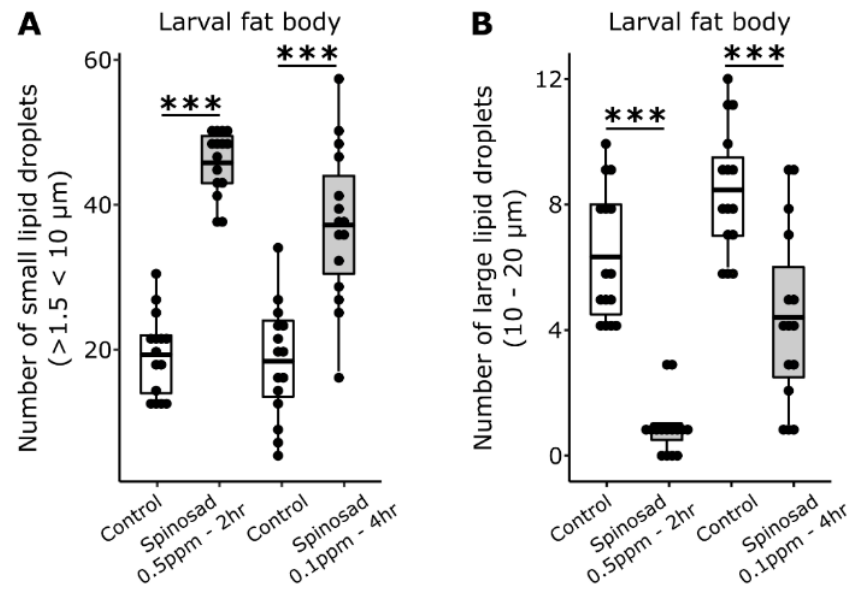 A
Larval fat body
Number of small lipid droplets
(>1.5 < 10 µm)
60
40
20
***
***
Control
Spinosad
0.5ppm - 2hr
Control
Spinosad
0.1ppm - 4hr
B
Larval fat body
Number of large lipid droplets
(10 - 20 µm)
12
8
4
0
***
***
Control
Spinosad
0.5ppm - 2hr
Control
Spinosad
0.1ppm - 4hr